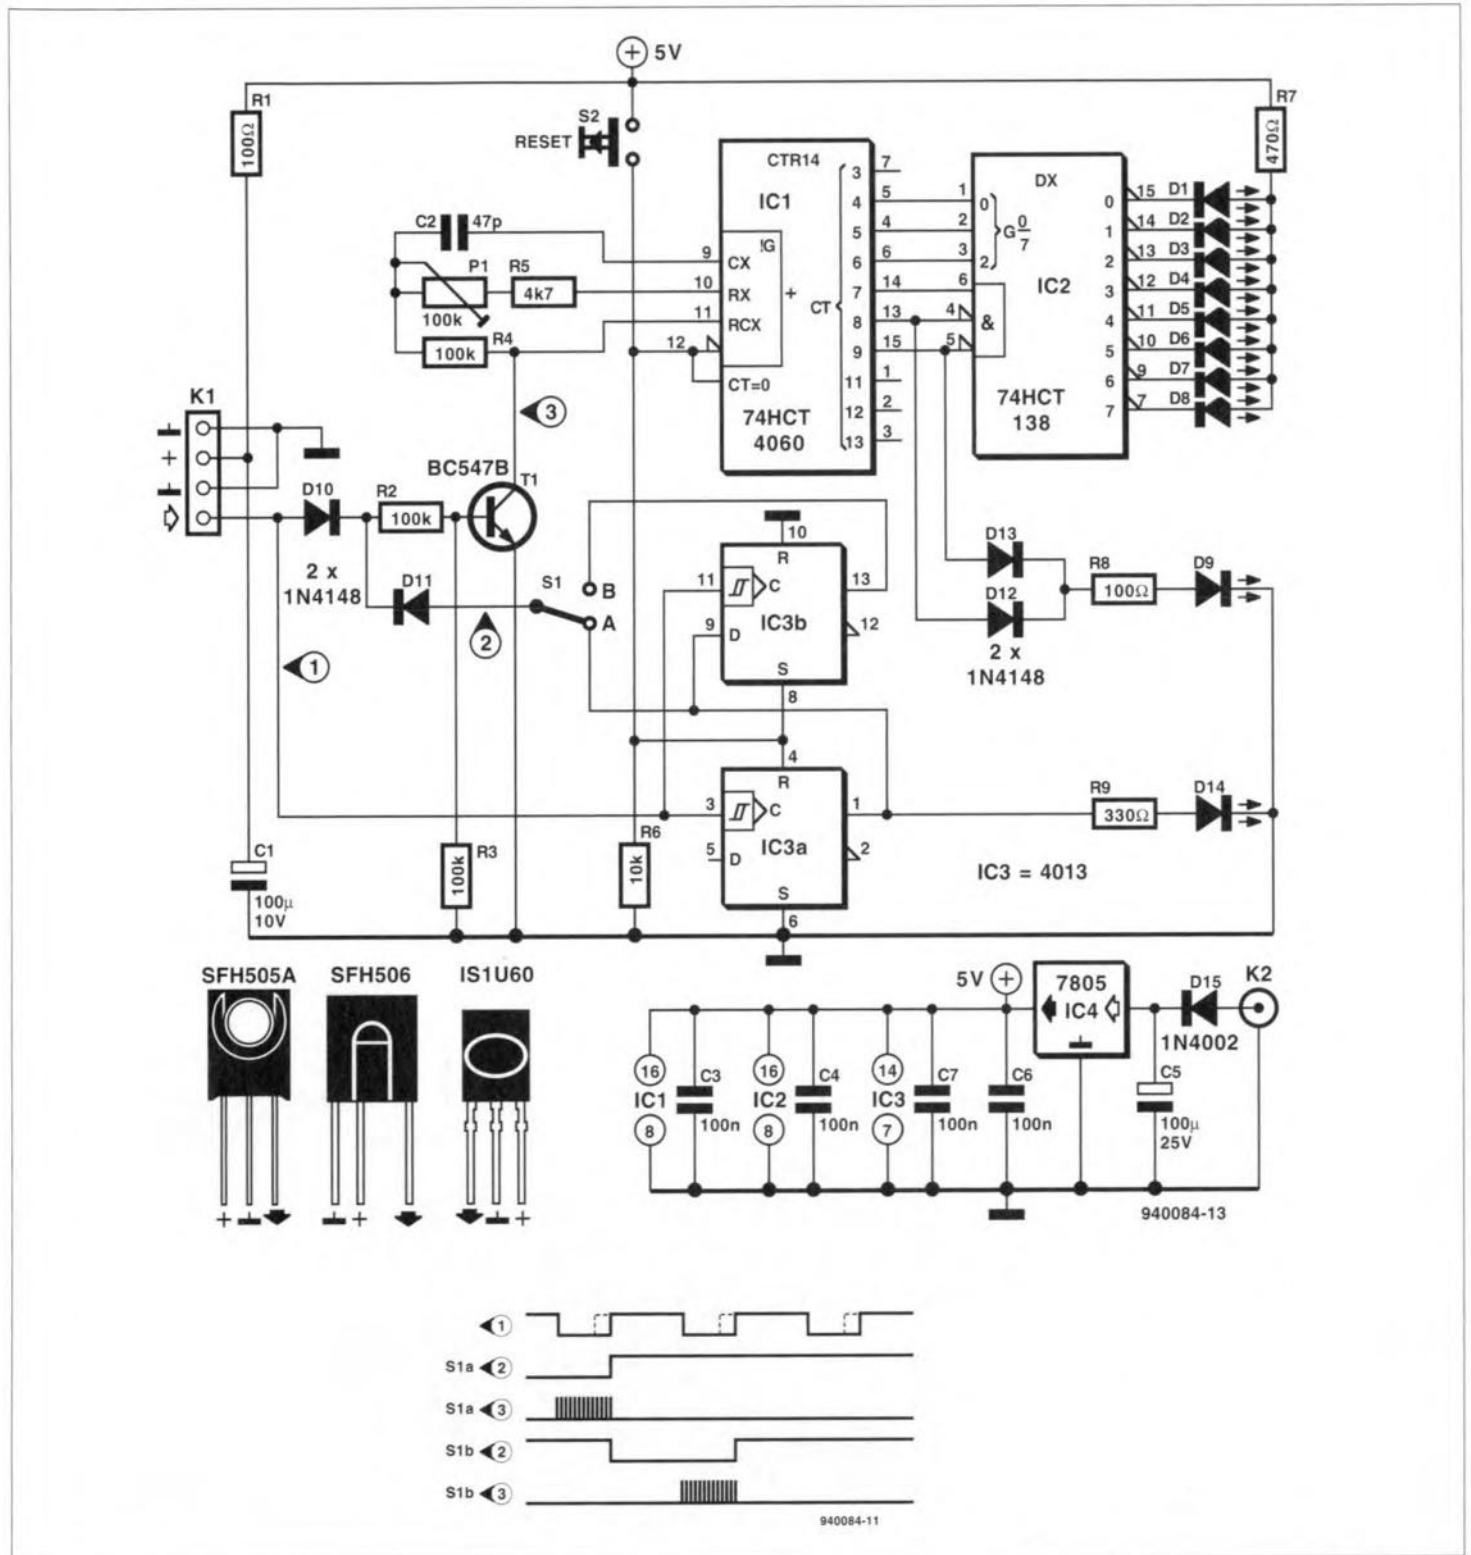 5V
R1
100Ω
S2
RESET
R7
470Ω
C2 47p
P1 R5
4k7
100k
R4
100k
9 CX
10 RX
11 RCX
12
CT=0
!G
+
CTR14
IC1
CT
74HCT
4060
3 7
4 5
5 4
6 6
7 14
8 13
9 15
11 1
12 2
13 3
DX
1 0
2
3 2
G 0/7
6
4
5
&
IC2
74HCT
138
0 15 D1
1 14 D2
2 13 D3
3 12 D4
4 11 D5
5 10 D6
6 9 D7
7 7 D8
K1
+
3
BC547B
T1
D10
R2
100k
2 x
1N4148
D11
S1
B
A
2
1
10
R
11 C 13
9 D
IC3b
12
S
8
D13
D12
2 x
1N4148
R8
100Ω
D9
4
R
3 C 1
IC3a
5 D 2
S
6
R9
330Ω
D14
IC3 = 4013
C1
100µ
10V
R3
100k
R6
10k
SFH505A SFH506 IS1U60
+
+
+
5V
7805
IC4
D15
1N4002
K2
16 IC1 8
C3
100n
16 IC2 8
C4
100n
14 IC3 7
C7
100n
C6
100n
C5
100µ
25V
940084-13
1
S1a 2
S1a 3
S1b 2
S1b 3
940084-11